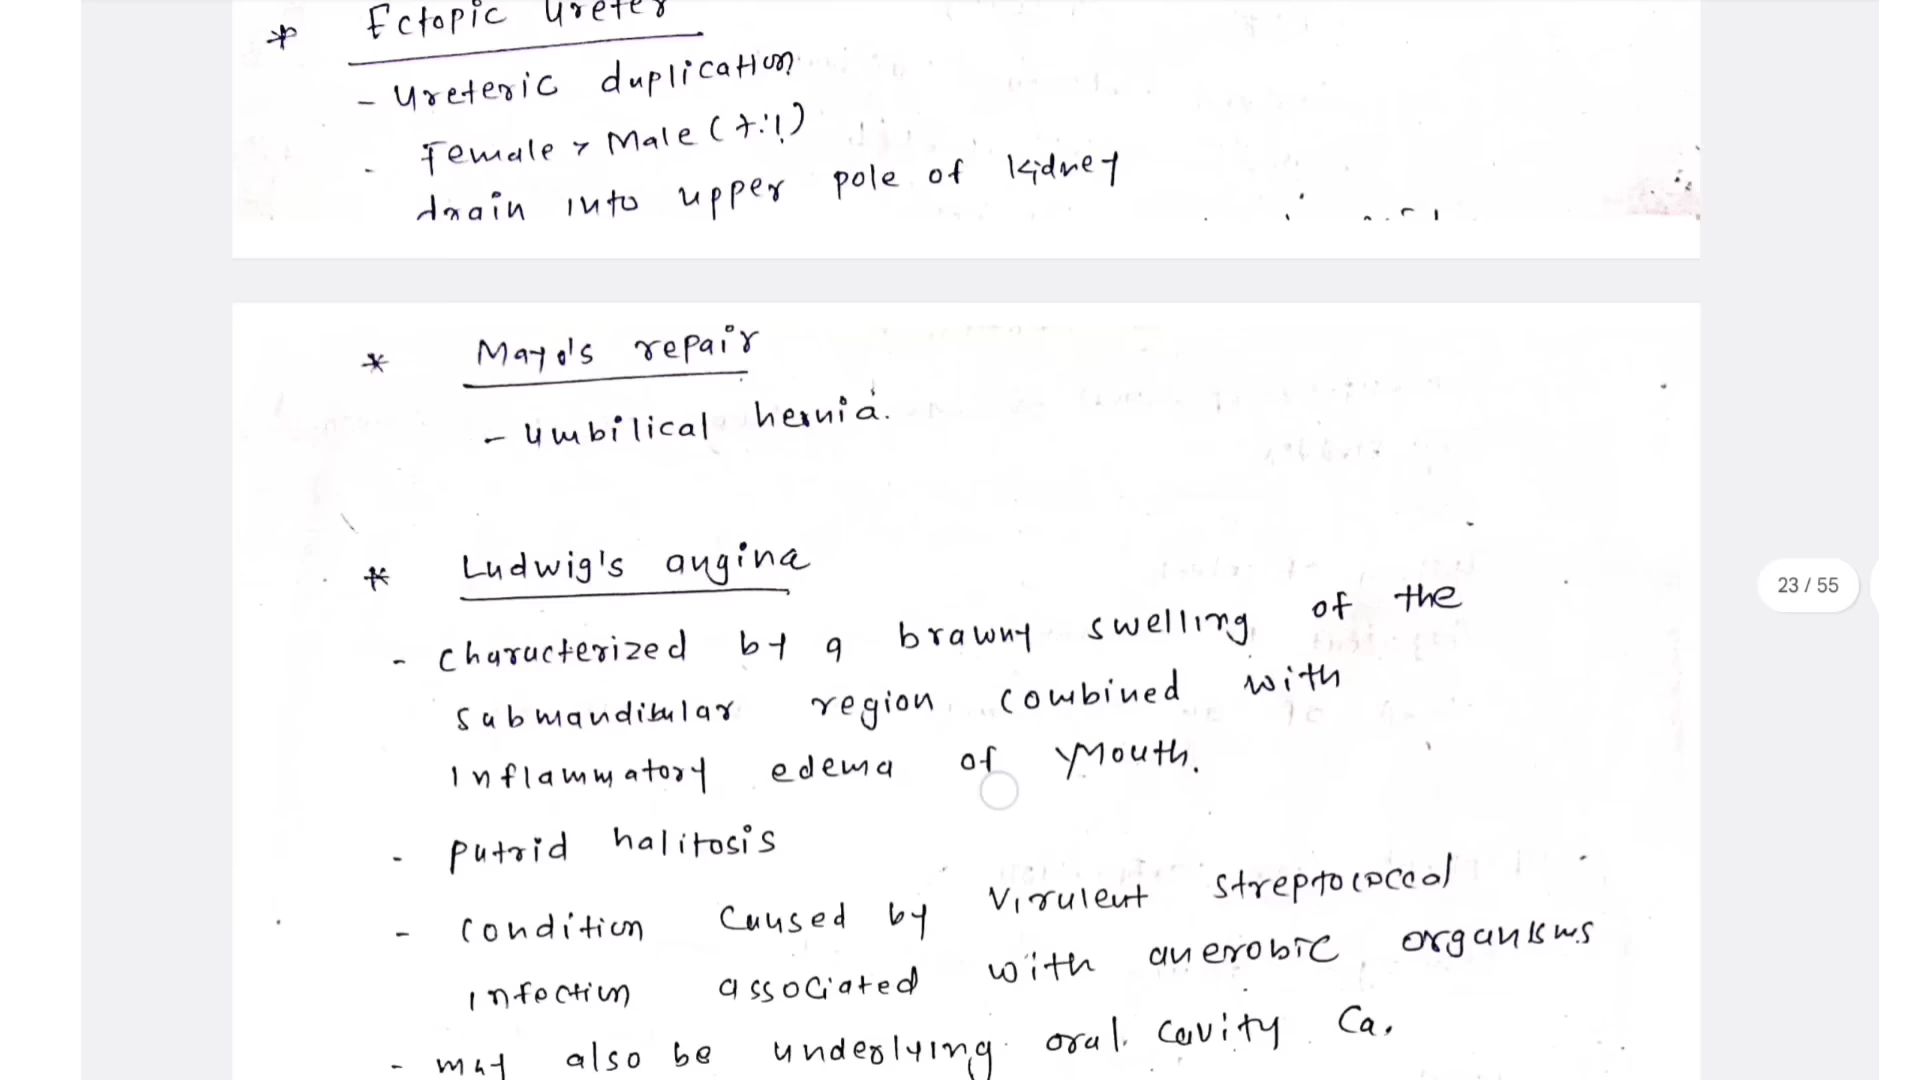 * Ectopic Ureter
- Ureteric duplication
- Female > Male (7:1)
drain into upper pole of kidney
* Mayo's repair
- Umbilical hernia.
* Ludwig's angina
- characterized by a brawny swelling of the
submandibular region combined with
Inflammatory edema of mouth.
- putrid halitosis
- condition caused by virulent streptococcal
infection associated with anerobic organisms
- may also be underlying oral cavity Ca.
23 / 55